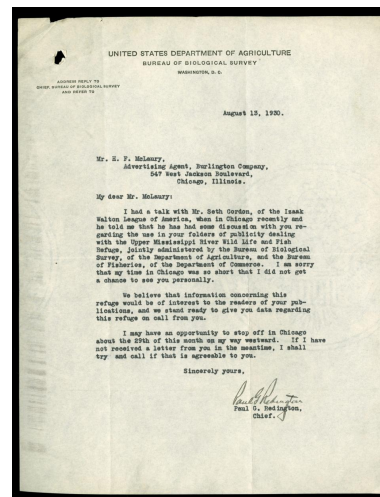 UNITED STATES DEPARTMENT OF AGRICULTURE
BUREAU OF BIOLOGICAL SURVEY
WASHINGTON, D. C.
ADDRESS REPLY TO
CHIEF, BUREAU OF BIOLOGICAL SURVEY
AND REFER TO
August 13, 1930.
Mr. H. F. McLaury,
Advertising Agent, Burlington Company,
547 West Jackson Boulevard,
Chicago, Illinois.
My dear Mr. McLaury:
I had a talk with Mr. Seth Gordon, of the Izaak
Walton League of America, when in Chicago recently and
he told me that he has had some discussion with you re-
garding the use in your folders of publicity dealing
with the Upper Mississippi River Wild Life and Fish
Refuge, jointly administered by the Bureau of Biological
Survey, of the Department of Agriculture, and the Bureau
of Fisheries, of the Department of Commerce. I am sorry
that my time in Chicago was so short that I did not get
a chance to see you personally.
We believe that information concerning this
refuge would be of interest to the readers of your pub-
lications, and we stand ready to give you data regarding
this refuge on call from you.
I may have an opportunity to stop off in Chicago
about the 29th of this month on my way westward. If I have
not received a letter from you in the meantime, I shall
try and call if that is agreeable to you.
Sincerely yours,
Paul G Redington
Paul G. Redington,
Chief.